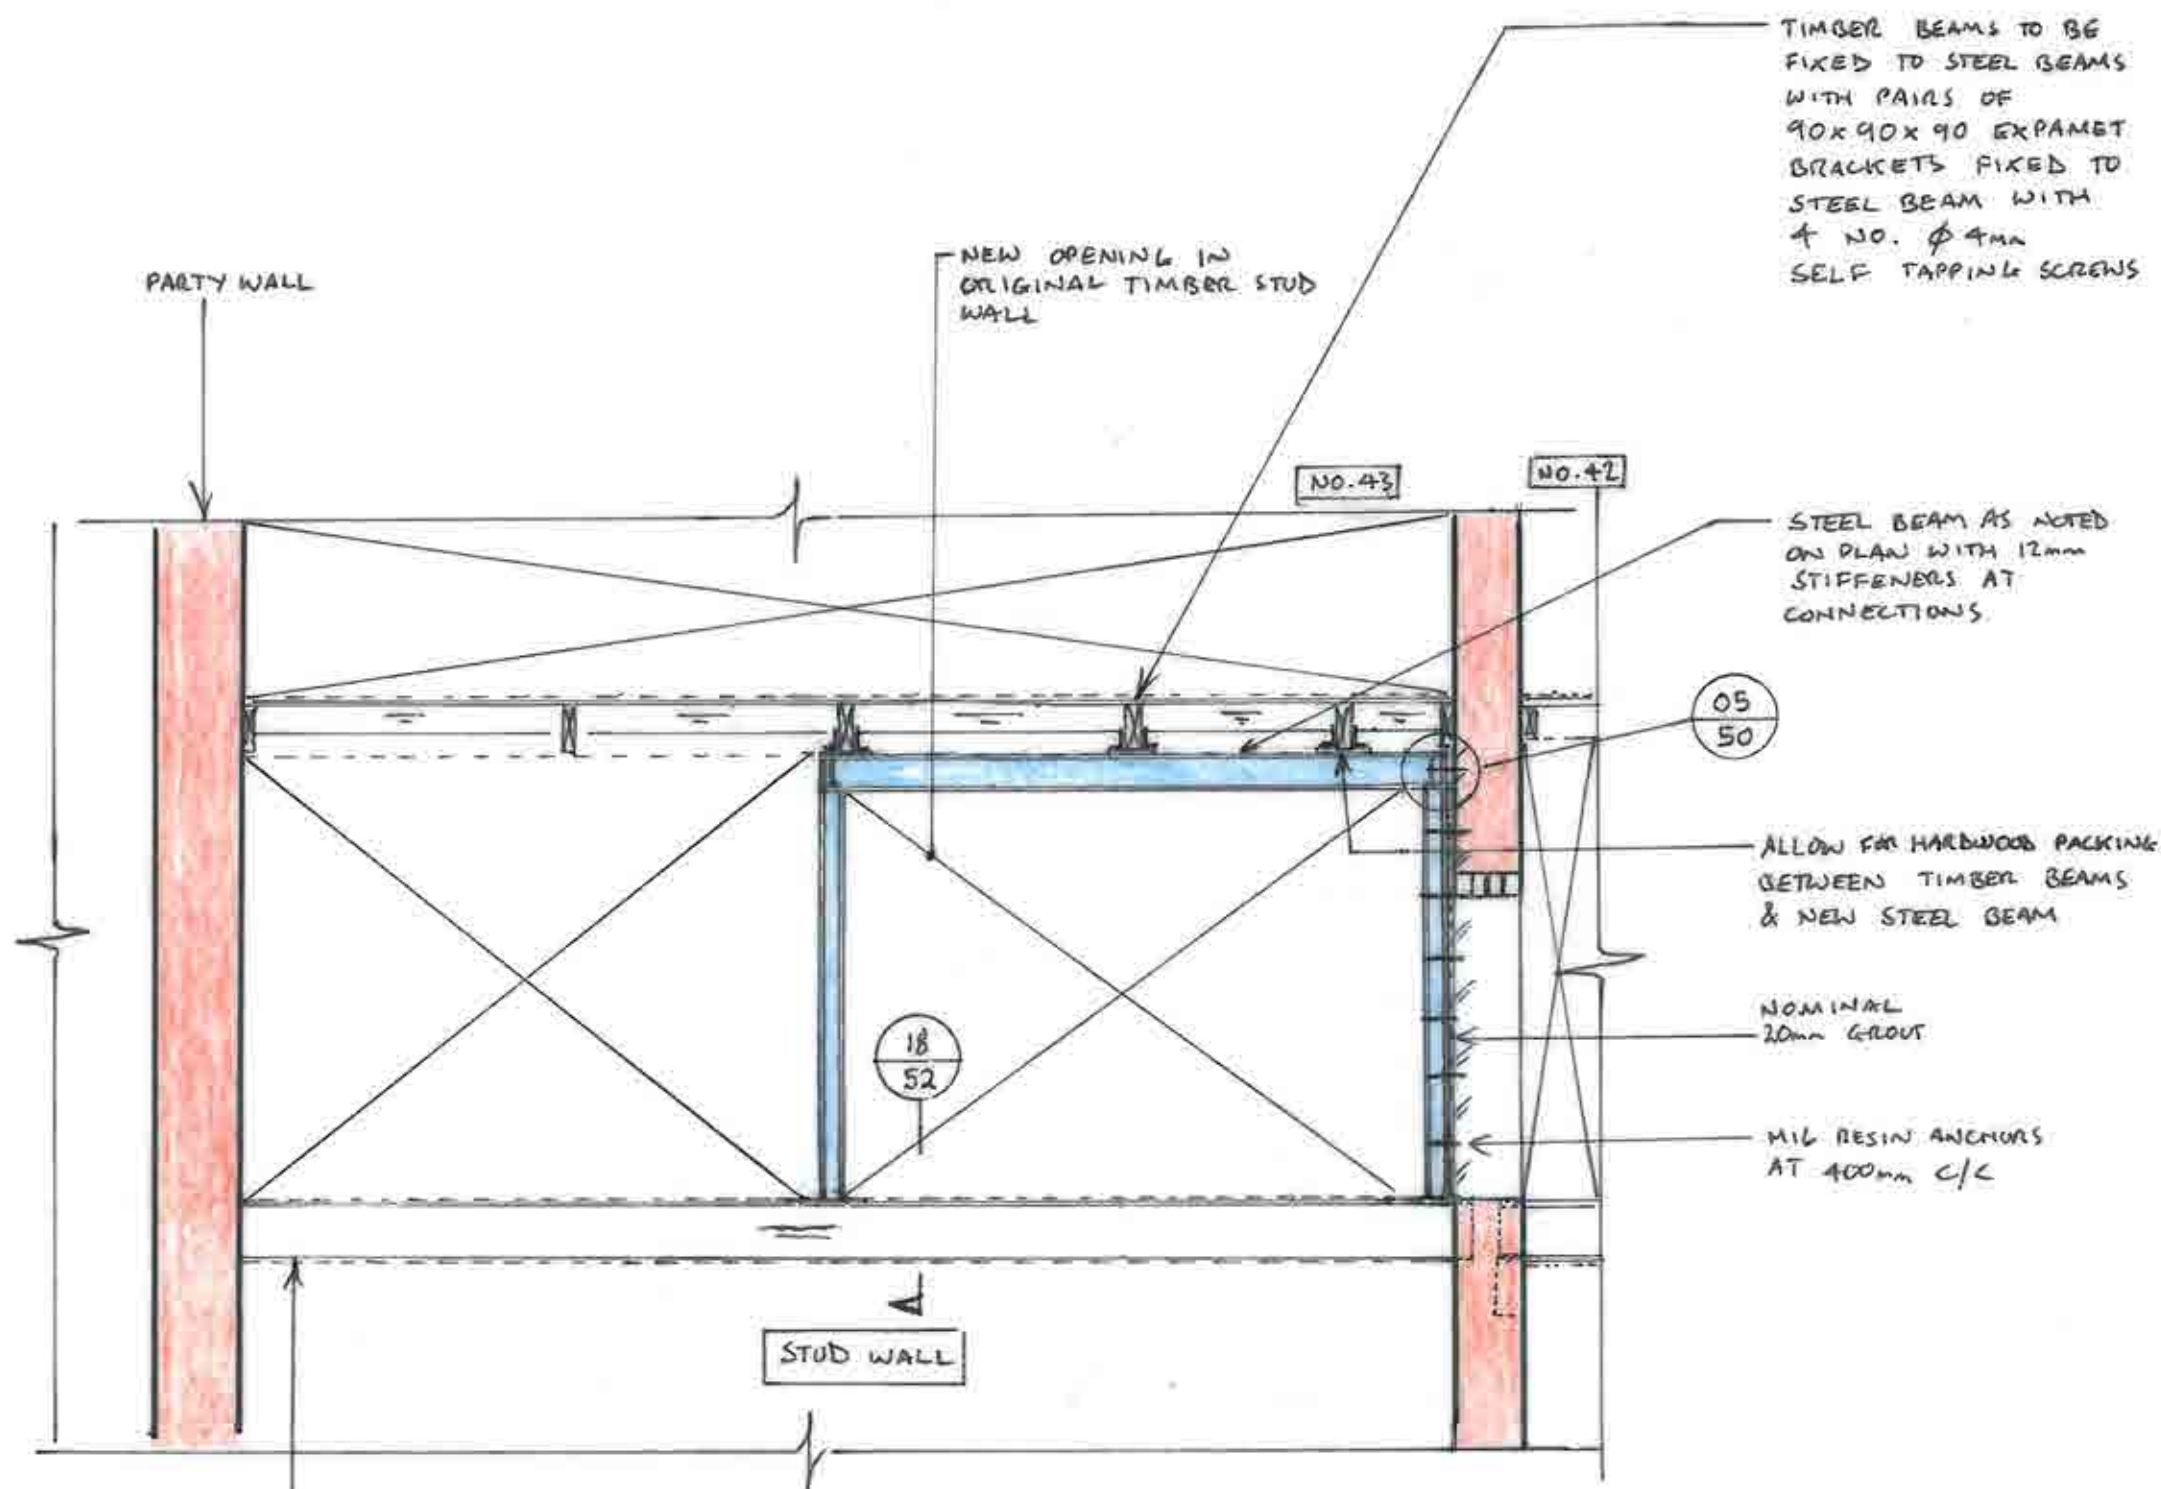 TIMBER BEAMS TO BE
FIXED TO STEEL BEAMS
WITH PAIRS OF
90x90x90 EXPAMET
BRACKETS FIXED TO
STEEL BEAM WITH
4 NO. ϕ 4mm
SELF TAPPING SCREWS
NEW OPENING IN
ORIGINAL TIMBER STUD
WALL
PARTY WALL
NO.43
NO.42
STEEL BEAM AS NOTED
ON PLAN WITH 12mm
STIFFENERS AT
CONNECTIONS
05
50
ALLOW FOR HARDWOOD PACKING
BETWEEN TIMBER BEAMS
& NEW STEEL BEAM
NOMINAL
20mm GROUT
18
52
M16 RESIN ANCHORS
AT 400mm C/C
STUD WALL